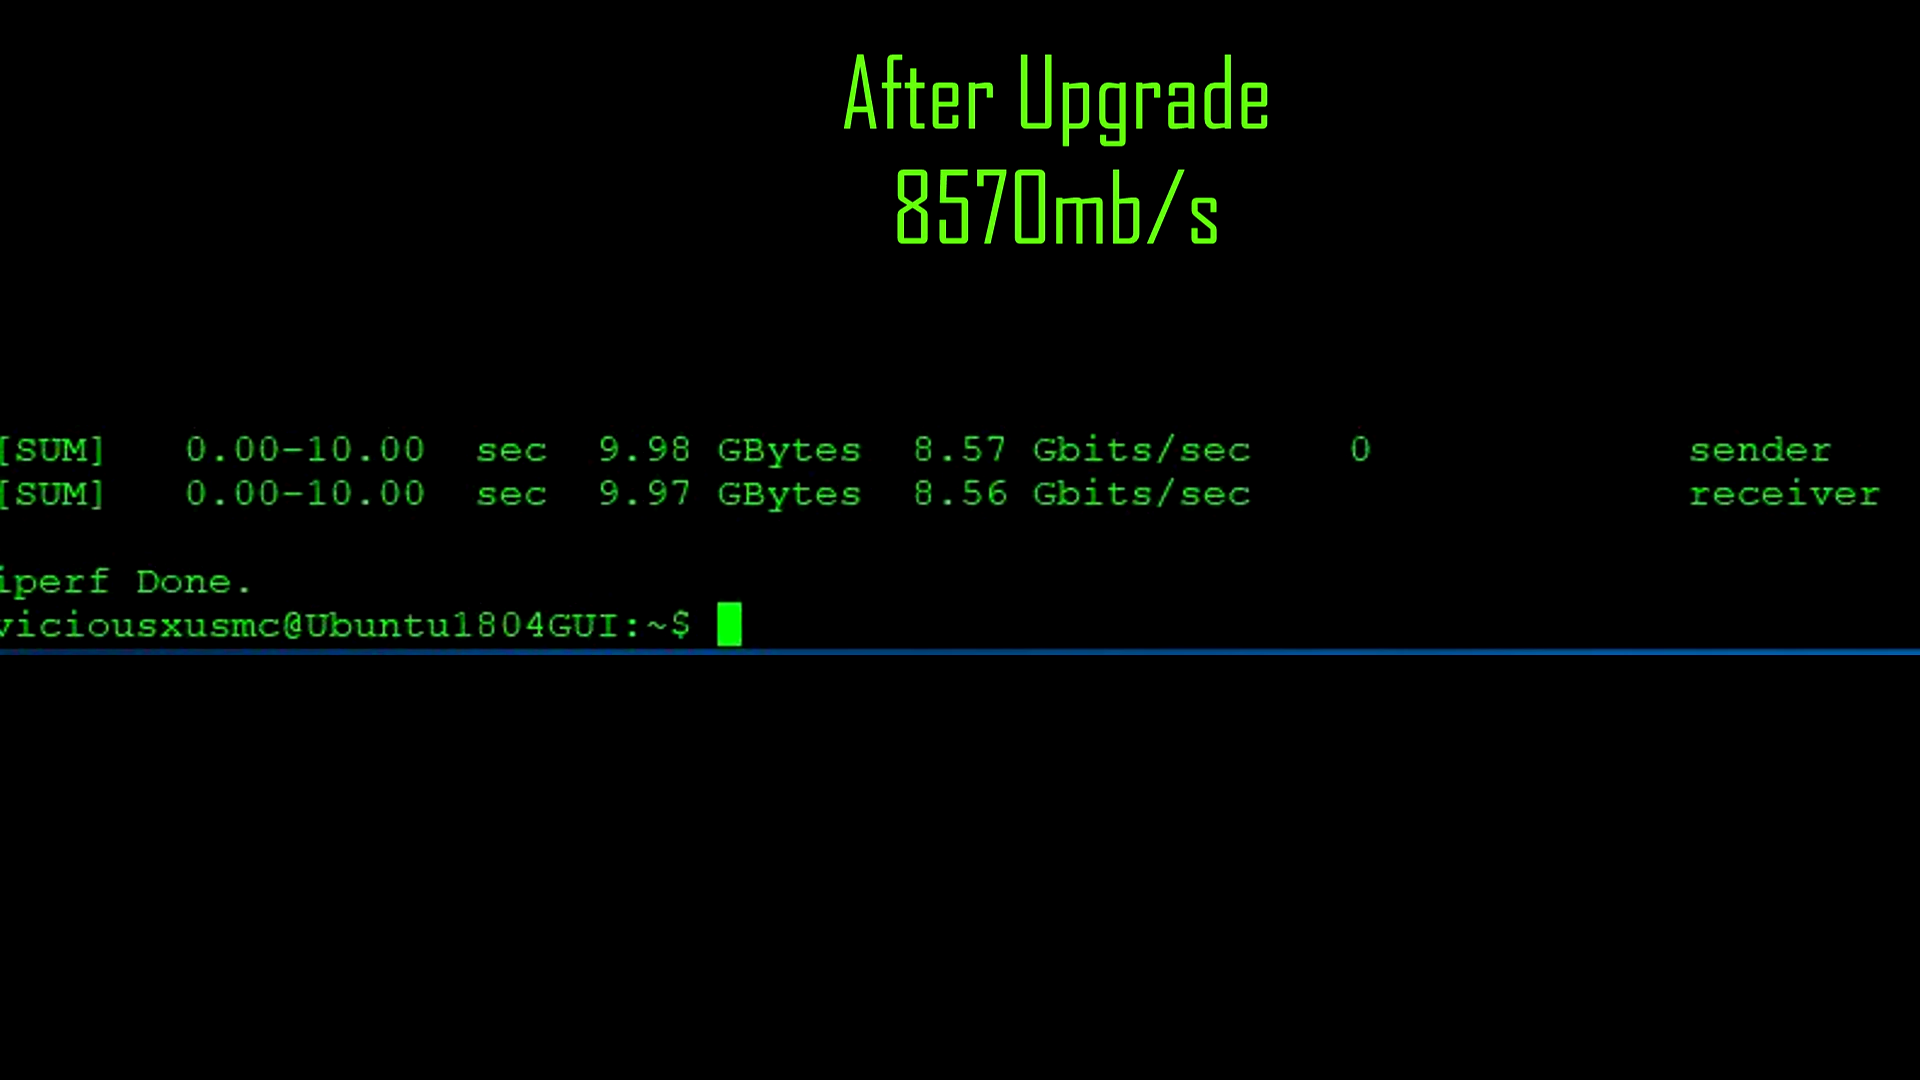 After Upgrade
8570mb/s
[SUM] 0.00-10.00 sec 9.98 GBytes 8.57 Gbits/sec 0 sender
[SUM] 0.00-10.00 sec 9.97 GBytes 8.56 Gbits/sec receiver
iperf Done.
viciousxusmc@Ubuntu1804GUI:~$